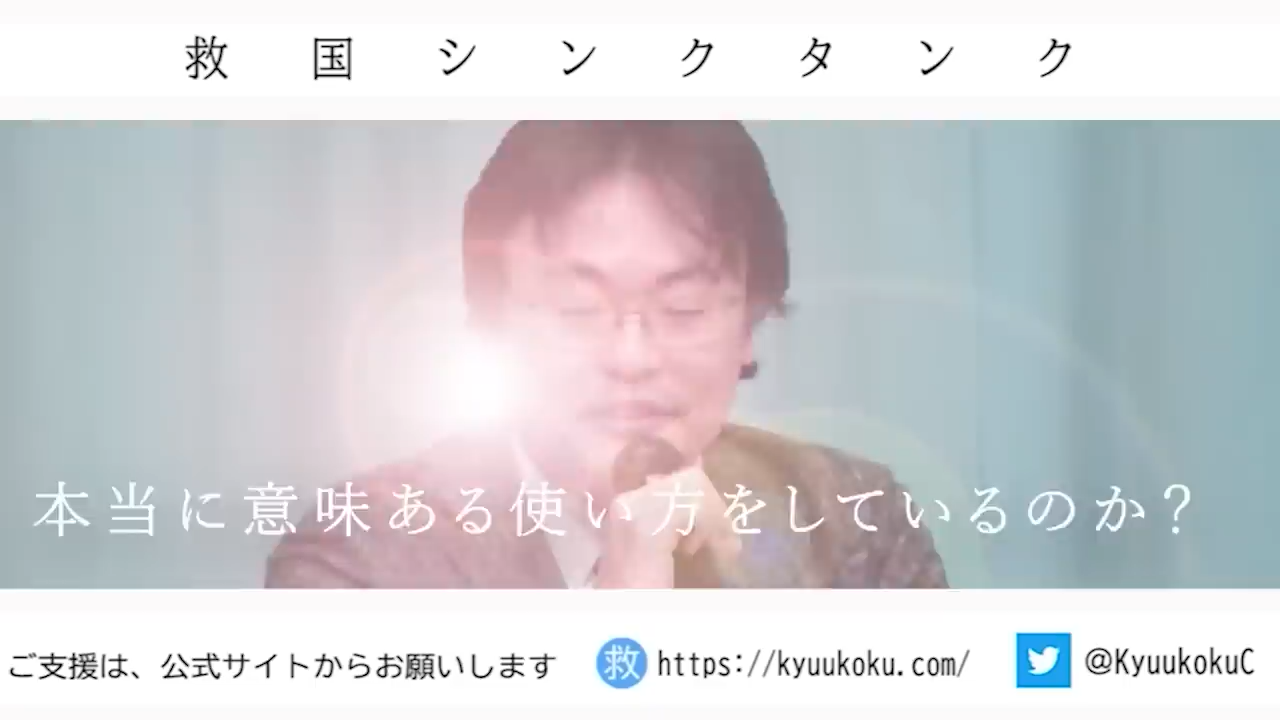 救国シンクタンク
本当に意味ある使い方をしているのか？
ご支援は、公式サイトからお願いします 救 https://kyuukoku.com/ @KyuukokuC